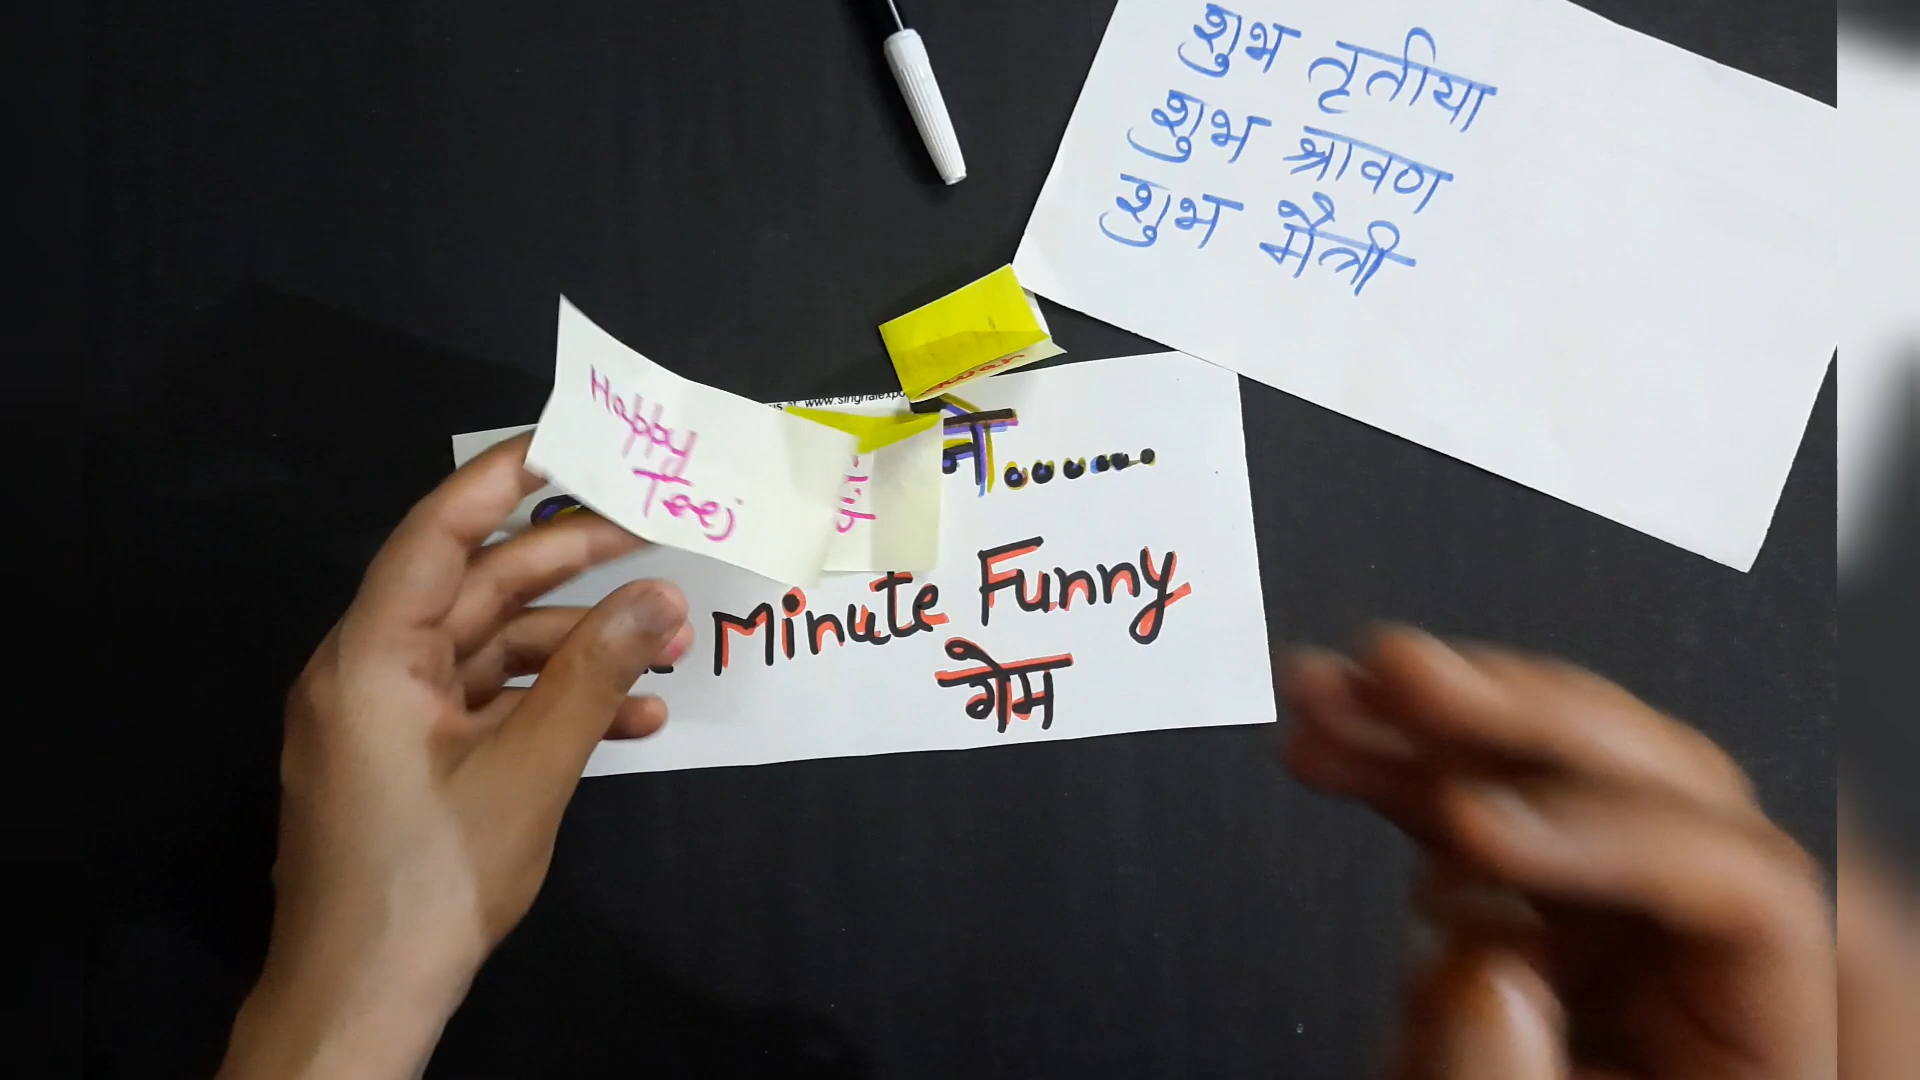 शुभ तृतीया
शुभ श्रावण
शुभ मैत्री
Happy
Teej
Minute Funny
गेम